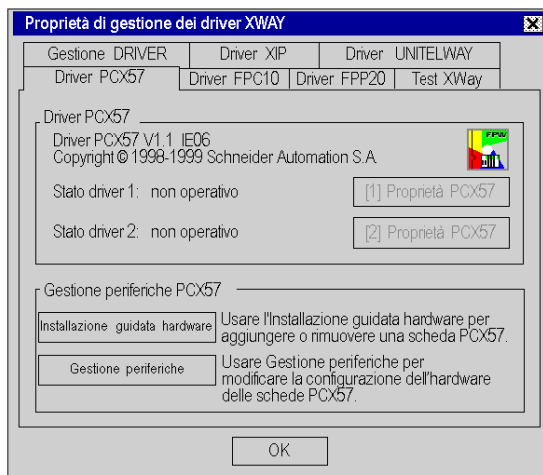 Proprietà di gestione dei driver XWAY
Gestione DRIVER
Driver XIP
Driver UNITELWAY
Driver PCX57
Driver FPC10
Driver FPP20
Test XWay
Driver PCX57
Driver PCX57 V1.1 IE06
Copyright © 1998-1999 Schneider Automation S.A.
FPW
Stato driver 1: non operativo
[1] Proprietà PCX57
Stato driver 2: non operativo
[2] Proprietà PCX57
Gestione periferiche PCX57
Installazione guidata hardware
Usare l'Installazione guidata hardware per
aggiungere o rimuovere una scheda PCX57.
Gestione periferiche
Usare Gestione periferiche per
modificare la configurazione dell'hardware
delle schede PCX57.
OK